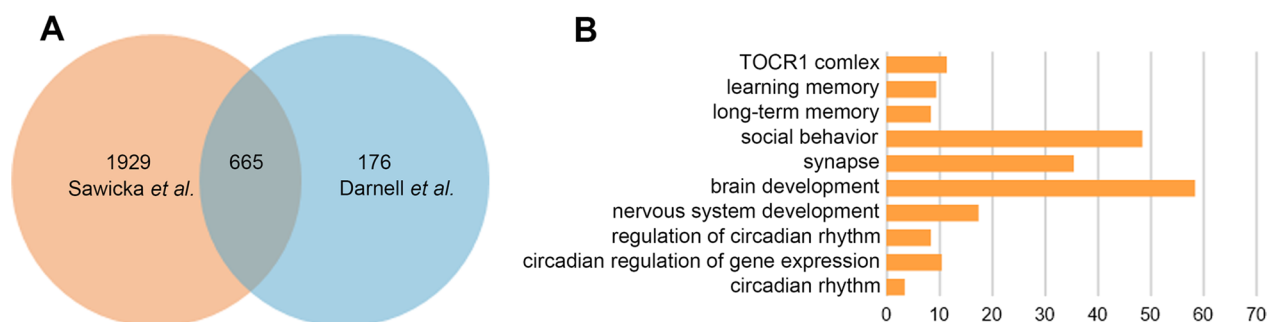 A
1929
Sawicka et al.
665
176
Darnell et al.
B
TOCR1 comlex
learning memory
long-term memory
social behavior
synapse
brain development
nervous system development
regulation of circadian rhythm
circadian regulation of gene expression
circadian rhythm
0 10 20 30 40 50 60 70